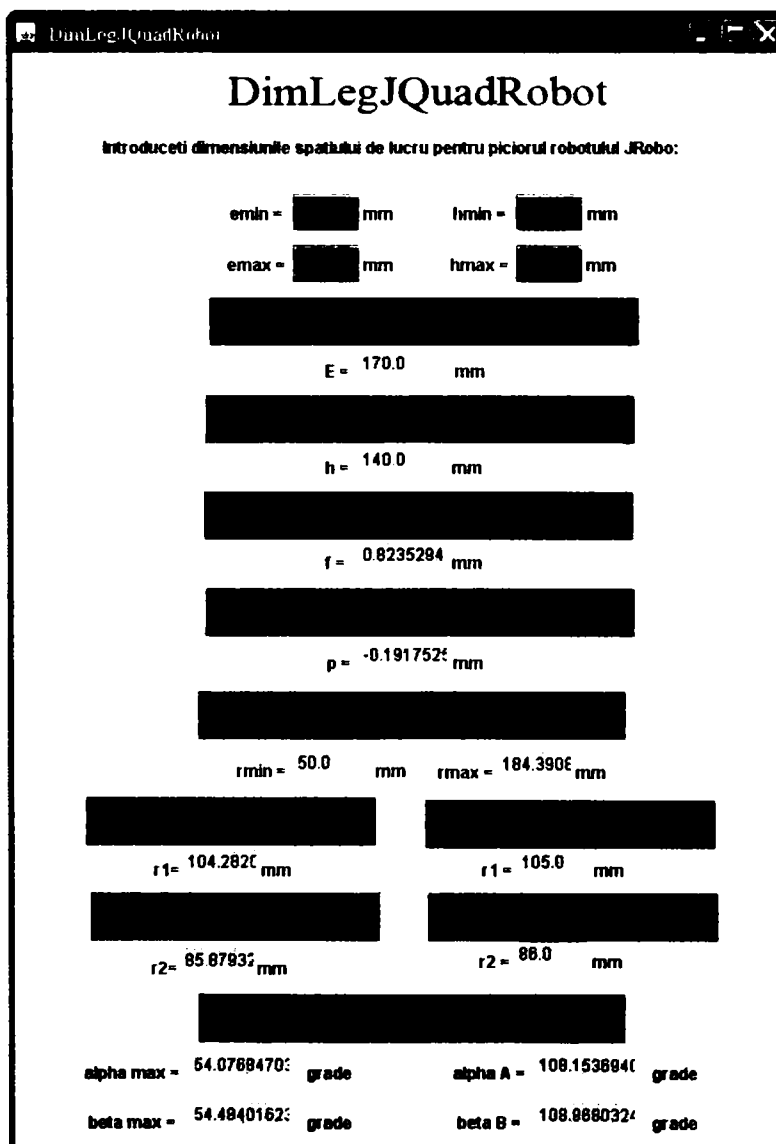 DimLegJQuadRobot
DimLegJQuadRobot
Introduceti dimensiunile spatiului de lucru pentru piciorul robotului JRobo:
emin = mm hmin = mm
emax = mm hmax = mm
E = 170.0 mm
h = 140.0 mm
f = 0.8235294 mm
p = -0.1917525 mm
rmin = 50.0 mm rmax = 184.3908 mm
r1= 104.2820 mm r1 = 105.0 mm
r2= 85.87932 mm r2 = 86.0 mm
alpha max = 54.07684703 grade alpha A = 108.1536940 grade
beta max = 54.48401623 grade beta B = 108.9680324 grade